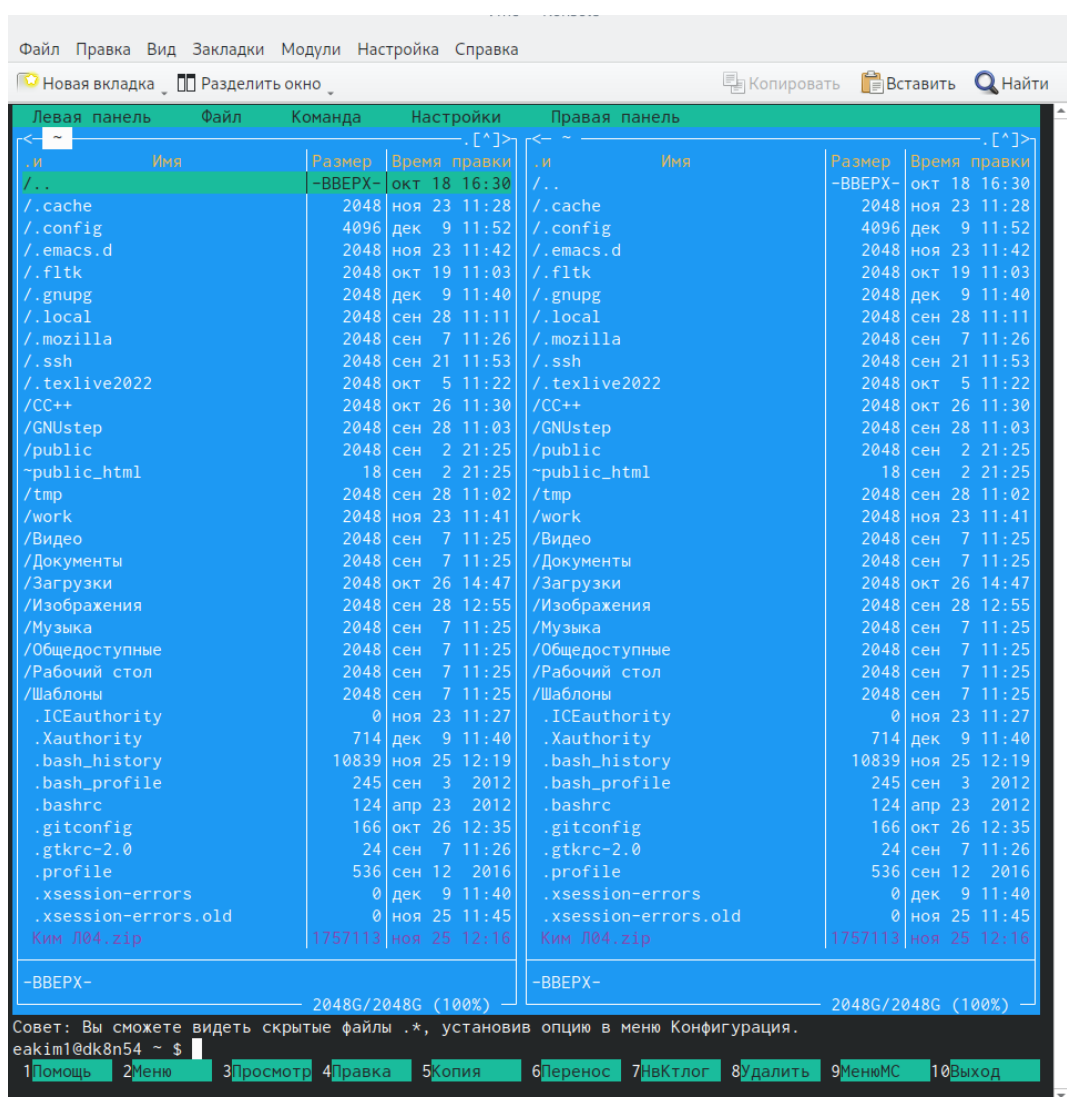 Файл Правка Вид Закладки Модули Настройка Справка
Новая вкладка Разделить окно Копировать Вставить Найти
Левая панель Файл Команда Настройки Правая панель
<- ~ .[^]> <- ~ .[^]>
.и Имя Размер Время правки .и Имя Размер Время правки
/.. -ВВЕРХ- окт 18 16:30 /.. -ВВЕРХ- окт 18 16:30
/.cache 2048 ноя 23 11:28 /.cache 2048 ноя 23 11:28
/.config 4096 дек 9 11:52 /.config 4096 дек 9 11:52
/.emacs.d 2048 ноя 23 11:42 /.emacs.d 2048 ноя 23 11:42
/.fltk 2048 окт 19 11:03 /.fltk 2048 окт 19 11:03
/.gnupg 2048 дек 9 11:40 /.gnupg 2048 дек 9 11:40
/.local 2048 сен 28 11:11 /.local 2048 сен 28 11:11
/.mozilla 2048 сен 7 11:26 /.mozilla 2048 сен 7 11:26
/.ssh 2048 сен 21 11:53 /.ssh 2048 сен 21 11:53
/.texlive2022 2048 окт 5 11:22 /.texlive2022 2048 окт 5 11:22
/CC++ 2048 окт 26 11:30 /CC++ 2048 окт 26 11:30
/GNUstep 2048 сен 28 11:03 /GNUstep 2048 сен 28 11:03
/public 2048 сен 2 21:25 /public 2048 сен 2 21:25
~public_html 18 сен 2 21:25 ~public_html 18 сен 2 21:25
/tmp 2048 сен 28 11:02 /tmp 2048 сен 28 11:02
/work 2048 ноя 23 11:41 /work 2048 ноя 23 11:41
/Видео 2048 сен 7 11:25 /Видео 2048 сен 7 11:25
/Документы 2048 сен 7 11:25 /Документы 2048 сен 7 11:25
/Загрузки 2048 окт 26 14:47 /Загрузки 2048 окт 26 14:47
/Изображения 2048 сен 28 12:55 /Изображения 2048 сен 28 12:55
/Музыка 2048 сен 7 11:25 /Музыка 2048 сен 7 11:25
/Общедоступные 2048 сен 7 11:25 /Общедоступные 2048 сен 7 11:25
/Рабочий стол 2048 сен 7 11:25 /Рабочий стол 2048 сен 7 11:25
/Шаблоны 2048 сен 7 11:25 /Шаблоны 2048 сен 7 11:25
.ICEauthority 0 ноя 23 11:27 .ICEauthority 0 ноя 23 11:27
.Xauthority 714 дек 9 11:40 .Xauthority 714 дек 9 11:40
.bash_history 10839 ноя 25 12:19 .bash_history 10839 ноя 25 12:19
.bash_profile 245 сен 3 2012 .bash_profile 245 сен 3 2012
.bashrc 124 апр 23 2012 .bashrc 124 апр 23 2012
.gitconfig 166 окт 26 12:35 .gitconfig 166 окт 26 12:35
.gtkrc-2.0 24 сен 7 11:26 .gtkrc-2.0 24 сен 7 11:26
.profile 536 сен 12 2016 .profile 536 сен 12 2016
.xsession-errors 0 дек 9 11:40 .xsession-errors 0 дек 9 11:40
.xsession-errors.old 0 ноя 25 11:45 .xsession-errors.old 0 ноя 25 11:45
Ким Л04.zip 1757113 ноя 25 12:16 Ким Л04.zip 1757113 ноя 25 12:16
-ВВЕРХ- -ВВЕРХ-
2048G/2048G (100%) 2048G/2048G (100%)
Совет: Вы сможете видеть скрытые файлы .*, установив опцию в меню Конфигурация.
eakim1@dk8n54 ~ $
1Помощь 2Меню 3Просмотр 4Правка 5Копия 6Перенос 7НвКтлог 8Удалить 9МенюМС 10Выход